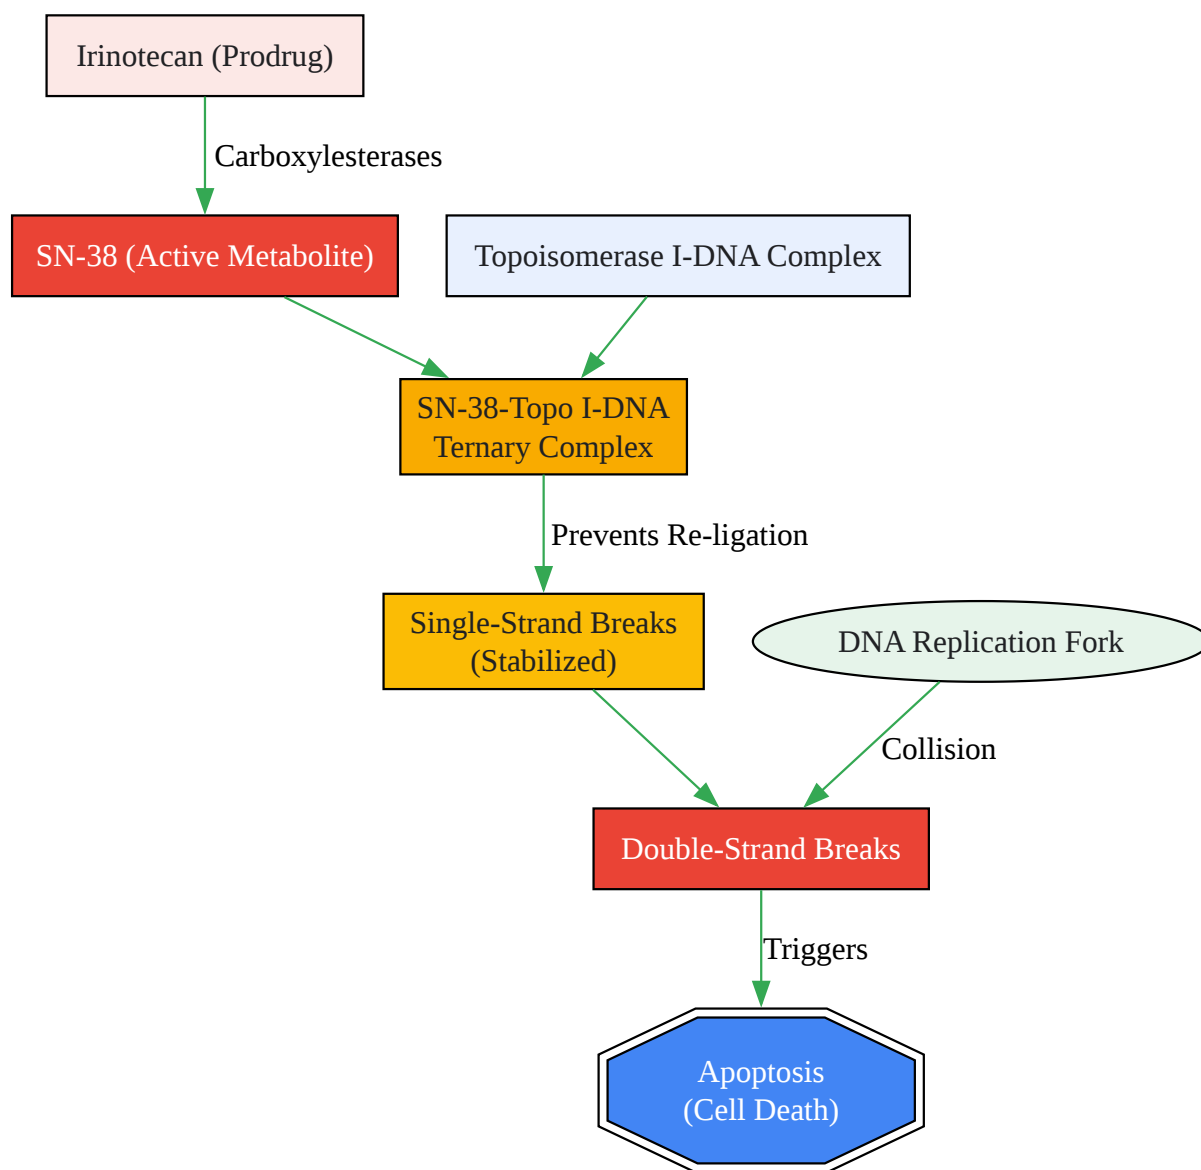 Irinotecan (Prodrug)
Carboxylesterases
SN-38 (Active Metabolite)
Topoisomerase I-DNA Complex
SN-38-Topo I-DNA
Ternary Complex
Prevents Re-ligation
Single-Strand Breaks
(Stabilized)
DNA Replication Fork
Collision
Double-Strand Breaks
Triggers
Apoptosis
(Cell Death)